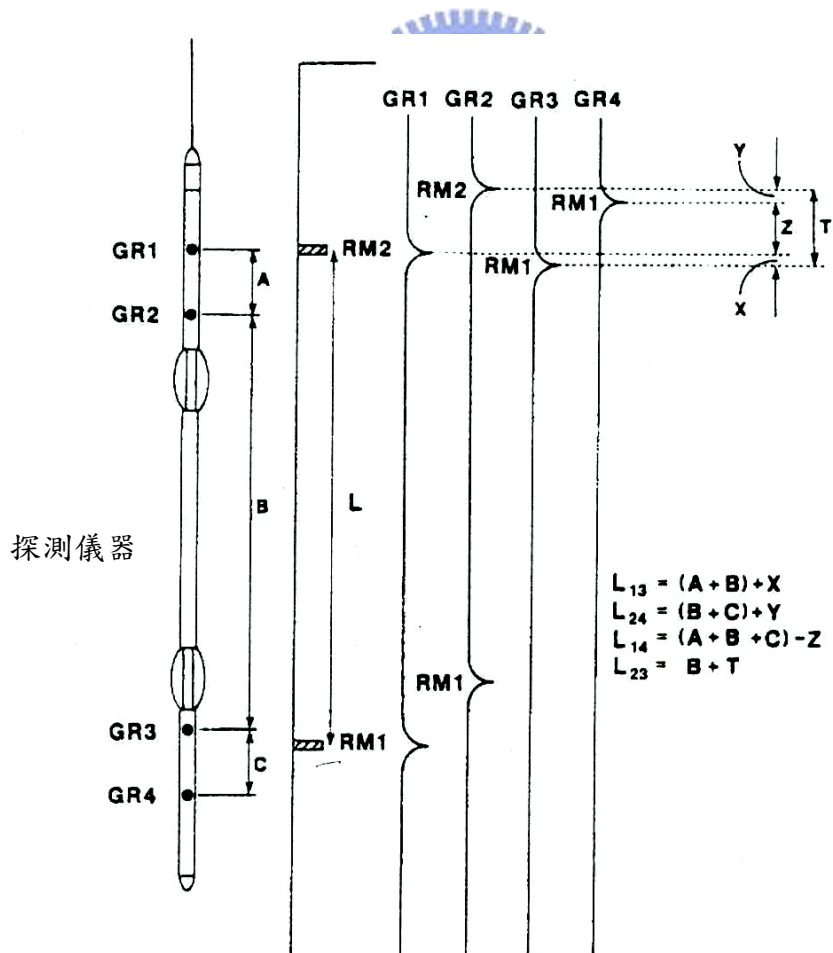 GR1 GR2 GR3 GR4
Y
RM2
RM1
Z
T
GR1
RM2
A
RM1
GR2
X
B
L
探測儀器
L13 = (A + B) + X
L24 = (B + C) + Y
L14 = (A + B + C) - Z
L23 = B + T
RM1
GR3
RM1
C
GR4